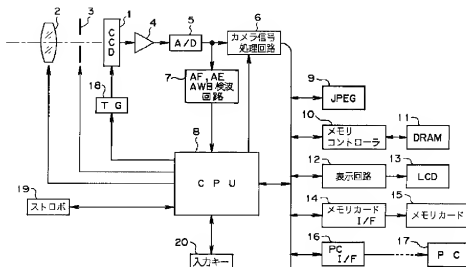 2
3
1
CCD
4
5
A/D
6
カメラ信号
処理回路
7
AF, AE
AWB検波
回路
18
TG
8
CPU
19
ストロボ
20
入力キー
9
JPEG
10
メモリ
コントローラ
11
DRAM
12
表示回路
13
LCD
14
メモリカード
I/F
15
メモリカード
16
PC
I/F
17
PC